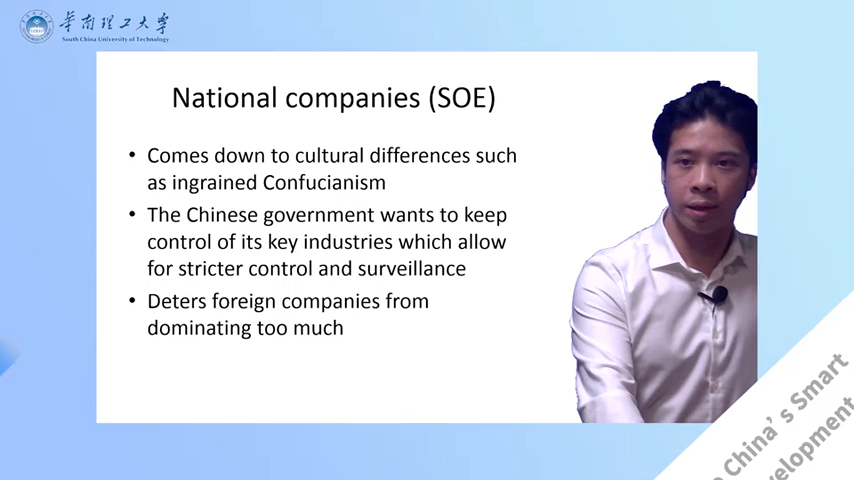 华南理工大学
South China University of Technology
National companies (SOE)
• Comes down to cultural differences such
as ingrained Confucianism
• The Chinese government wants to keep
control of its key industries which allow
for stricter control and surveillance
• Deters foreign companies from
dominating too much
China's Smart